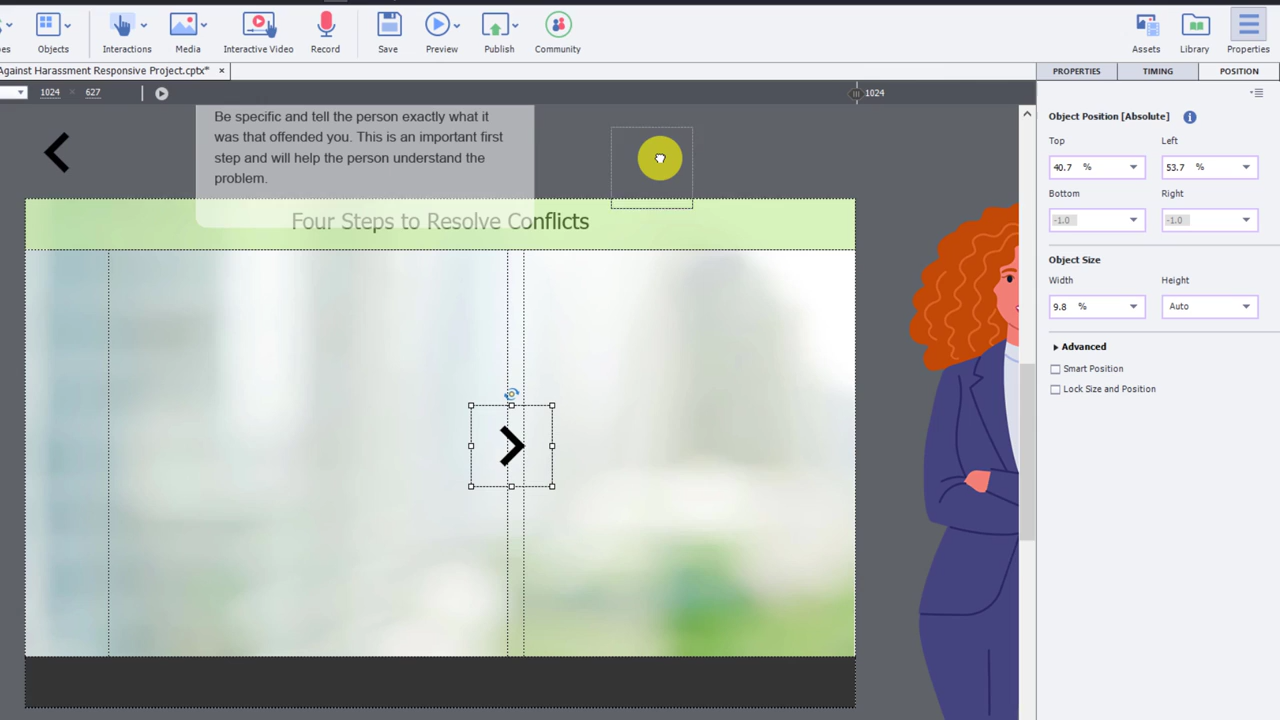 Objects
Interactions
Media
Interactive Video
Record
Save
Preview
Publish
Community
Assets
Library
Properties
Against Harassment Responsive Project.cptx* ×
PROPERTIES TIMING POSITION
1024 × 627
1024
Be specific and tell the person exactly what it
was that offended you. This is an important first
step and will help the person understand the
problem.
Four Steps to Resolve Conflicts
Object Position [Absolute]
Top Left
40.7 % 53.7 %
Bottom Right
-1.0 -1.0
Object Size
Width Height
9.8 % Auto
Advanced
Smart Position
Lock Size and Position